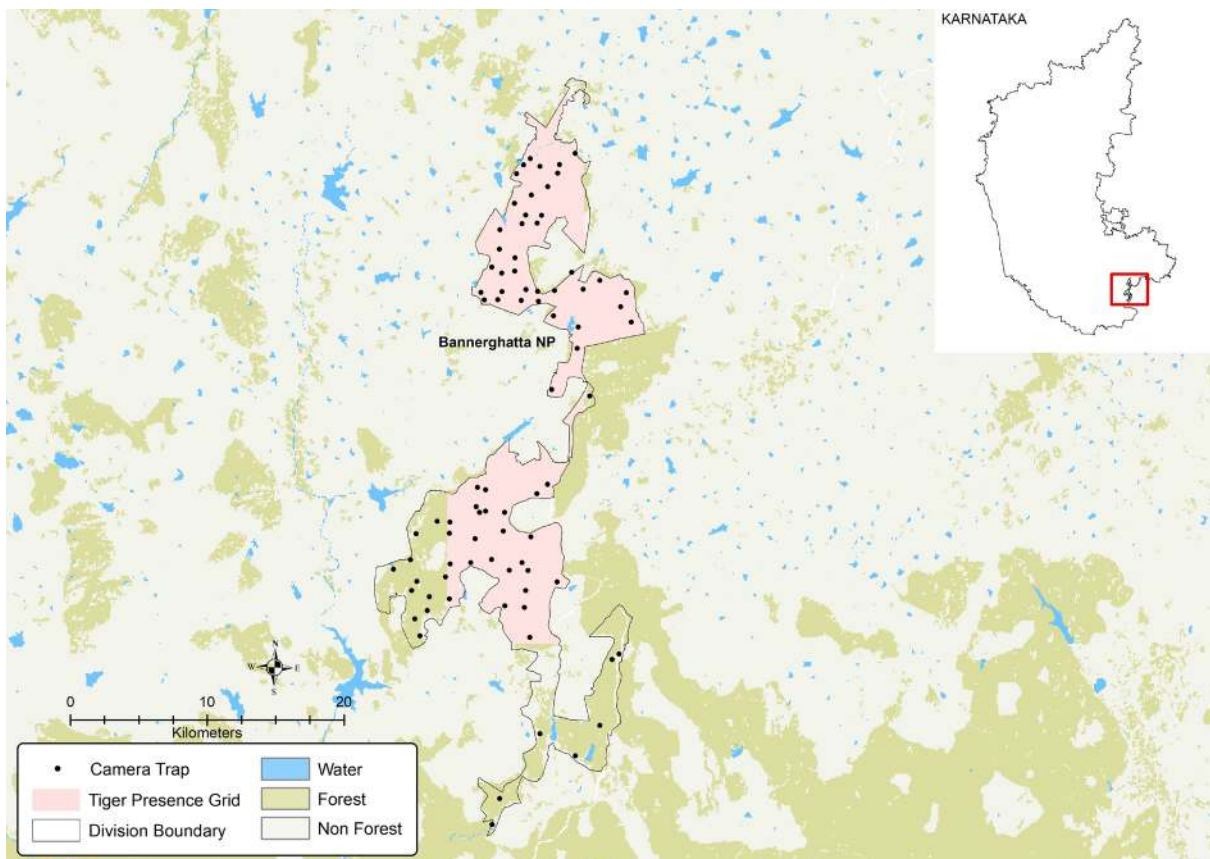 KARNATAKA
Bannerghatta NP
N
W E
S
0 10 20
Kilometers
Camera Trap
Tiger Presence Grid
Division Boundary
Water
Forest
Non Forest